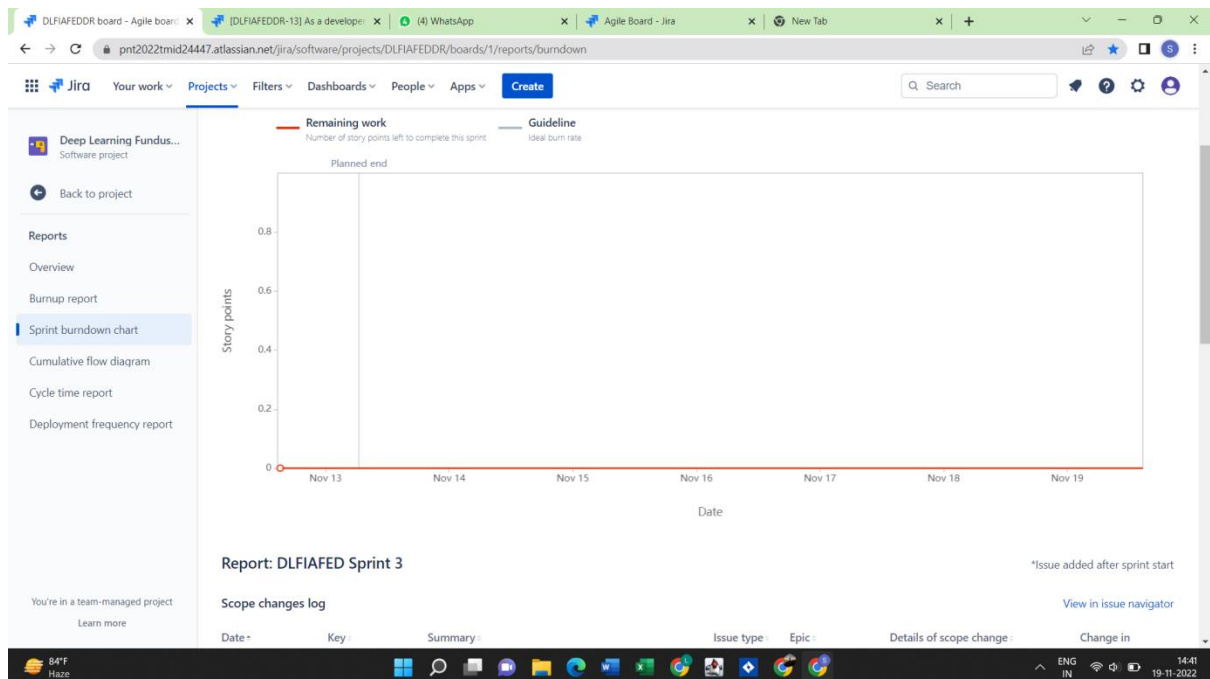 DLFIAFEDDR board - Agile board
[DLFIAFEDDR-13] As a developer
(4) WhatsApp
Agile Board - Jira
New Tab
pnt2022tmid24447.atlassian.net/jira/software/projects/DLFIAFEDDR/boards/1/reports/burndown
S
Jira Your work Projects Filters Dashboards People Apps Create Search
Deep Learning Fundus...
Software project
Back to project
Reports
Overview
Burnup report
Sprint burndown chart
Cumulative flow diagram
Cycle time report
Deployment frequency report
You're in a team-managed project
Learn more
Remaining work
Number of story points left to complete this sprint
Guideline
Ideal burn rate
Planned end
Story points
0.8
0.6
0.4
0.2
0
Nov 13 Nov 14 Nov 15 Nov 16 Nov 17 Nov 18 Nov 19
Date
Report: DLFIAFED Sprint 3
*Issue added after sprint start
Scope changes log
View in issue navigator
Date Key Summary Issue type Epic Details of scope change Change in
84°F
Haze
ENG
IN
14:41
19-11-2022